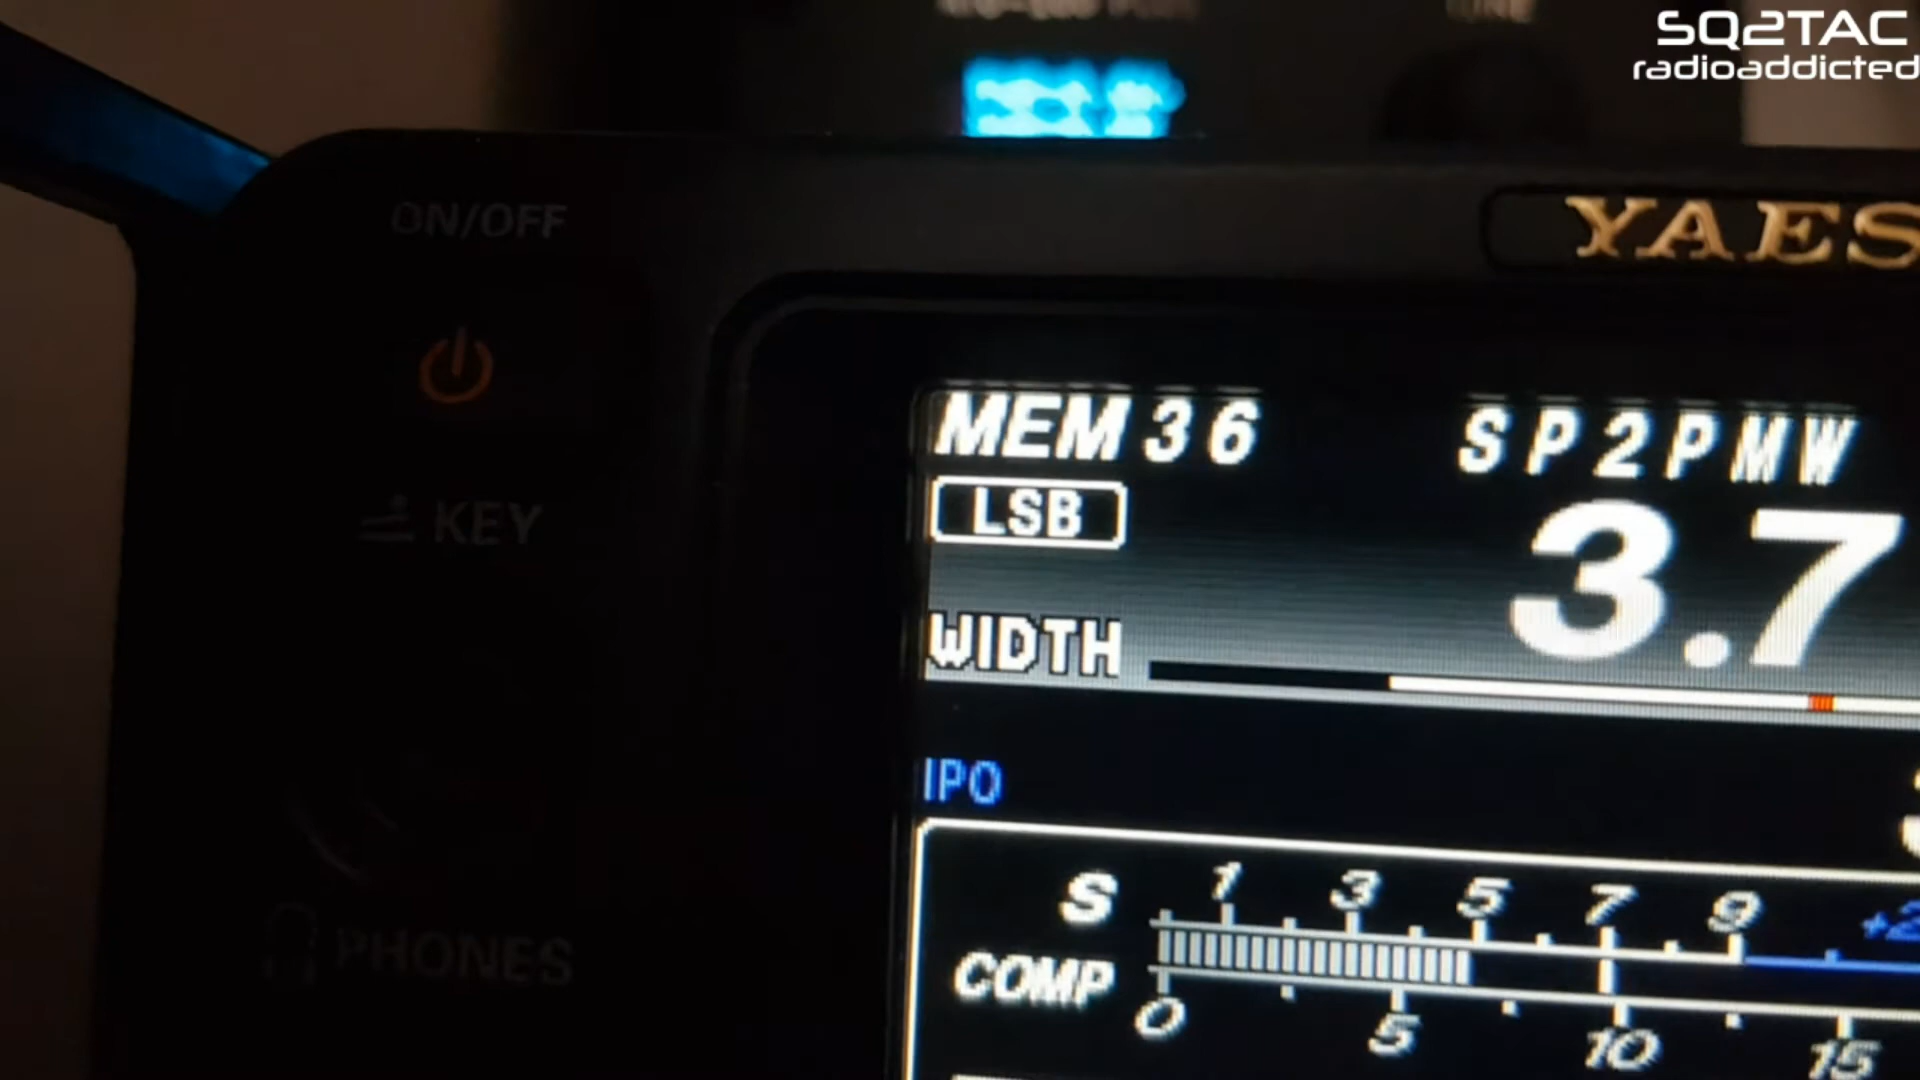 SQ2TAC
radioaddicted
ON/OFF
YAES
MEM 36
SP2PMW
LSB
3.7
KEY
WIDTH
IPO
S 1 3 5 7 9 +2
PHONES
COMP
0 5 10 15